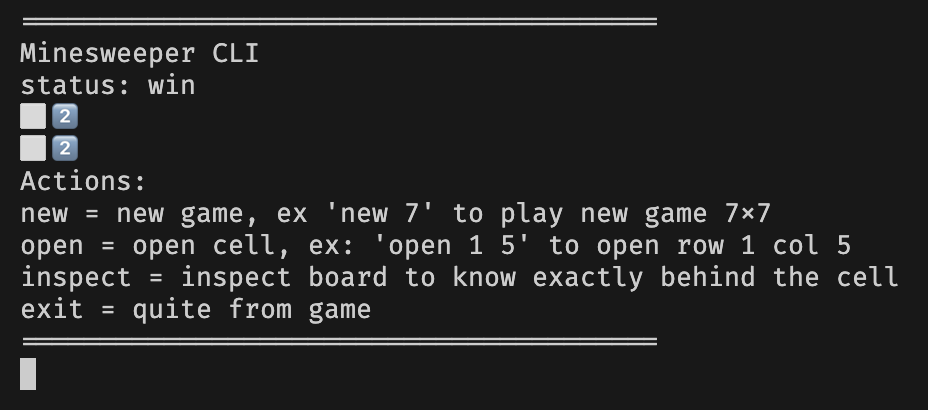 Minesweeper CLI
status: win
2
2
Actions:
new = new game, ex 'new 7' to play new game 7×7
open = open cell, ex: 'open 1 5' to open row 1 col 5
inspect = inspect board to know exactly behind the cell
exit = quite from game